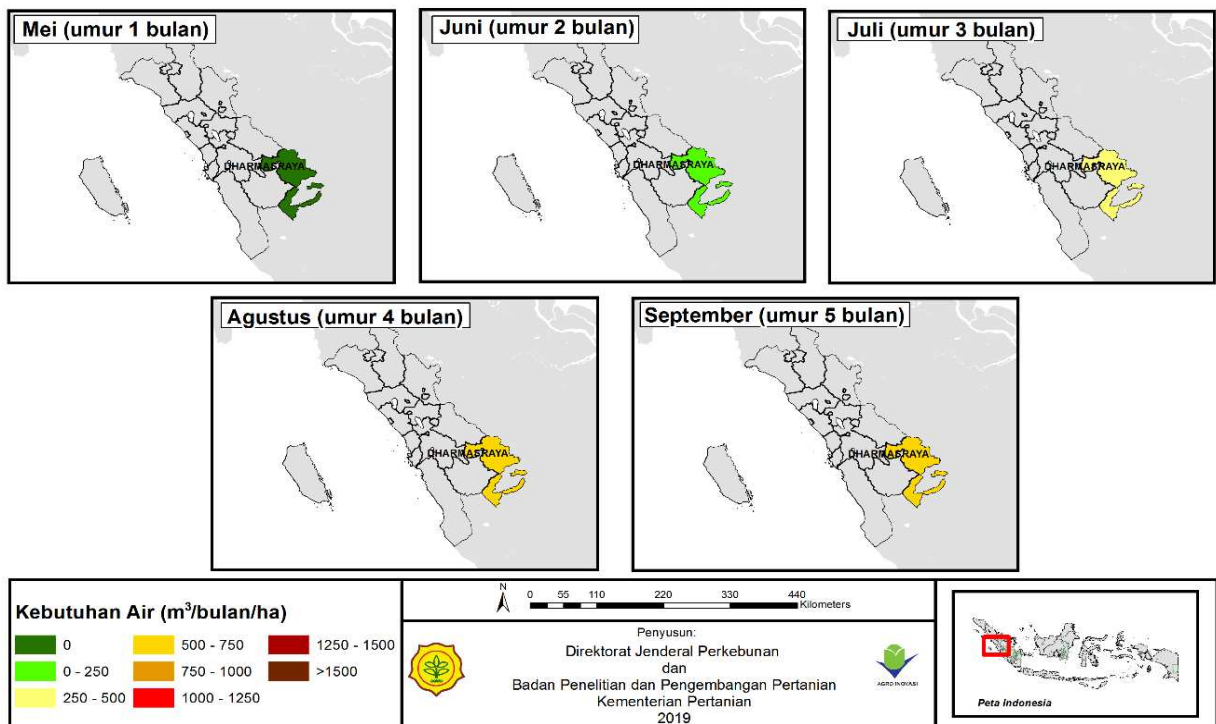 Mei (umur 1 bulan)
DHARMASRAYA
Juni (umur 2 bulan)
DHARMASRAYA
Juli (umur 3 bulan)
DHARMASRAYA
Agustus (umur 4 bulan)
DHARMASRAYA
September (umur 5 bulan)
DHARMASRAYA
Kebutuhan Air (m³/bulan/ha)
0
0 - 250
250 - 500
500 - 750
750 - 1000
1000 - 1250
1250 - 1500
>1500
N
0 55 110 220 330 440
Kilometers
Penyusun:
Direktorat Jenderal Perkebunan
dan
Badan Penelitian dan Pengembangan Pertanian
Kementerian Pertanian
2019
AGRO INOVASI
Peta Indonesia